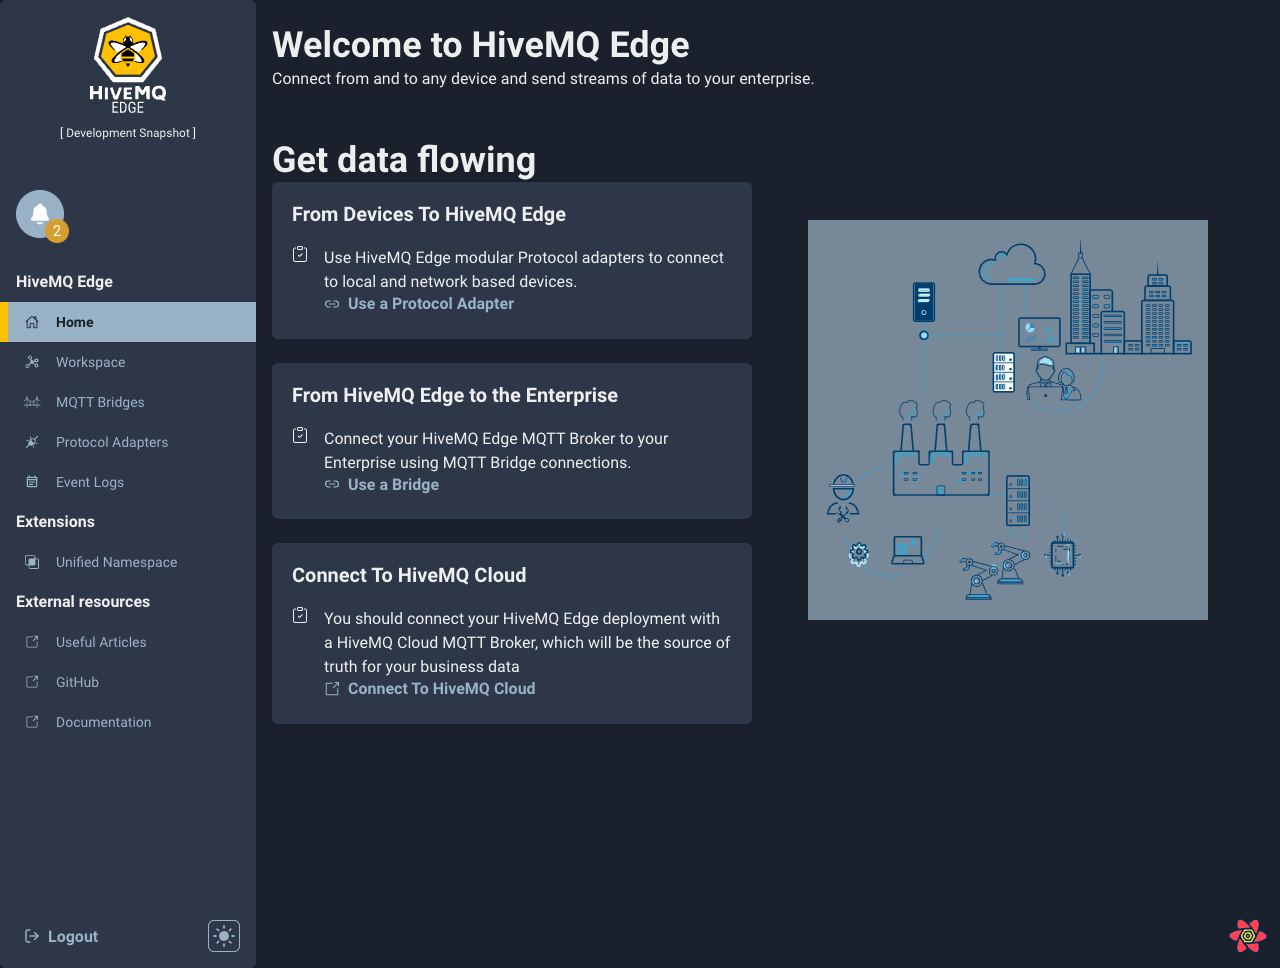 HIVEMQ
EDGE
[ Development Snapshot ]
2
HiveMQ Edge
Home
Workspace
MQTT Bridges
Protocol Adapters
Event Logs
Extensions
Unified Namespace
External resources
Useful Articles
GitHub
Documentation
Logout
Welcome to HiveMQ Edge
Connect from and to any device and send streams of data to your enterprise.
Get data flowing
From Devices To HiveMQ Edge
Use HiveMQ Edge modular Protocol adapters to connect
to local and network based devices.
Use a Protocol Adapter
From HiveMQ Edge to the Enterprise
Connect your HiveMQ Edge MQTT Broker to your
Enterprise using MQTT Bridge connections.
Use a Bridge
Connect To HiveMQ Cloud
You should connect your HiveMQ Edge deployment with
a HiveMQ Cloud MQTT Broker, which will be the source of
truth for your business data
Connect To HiveMQ Cloud